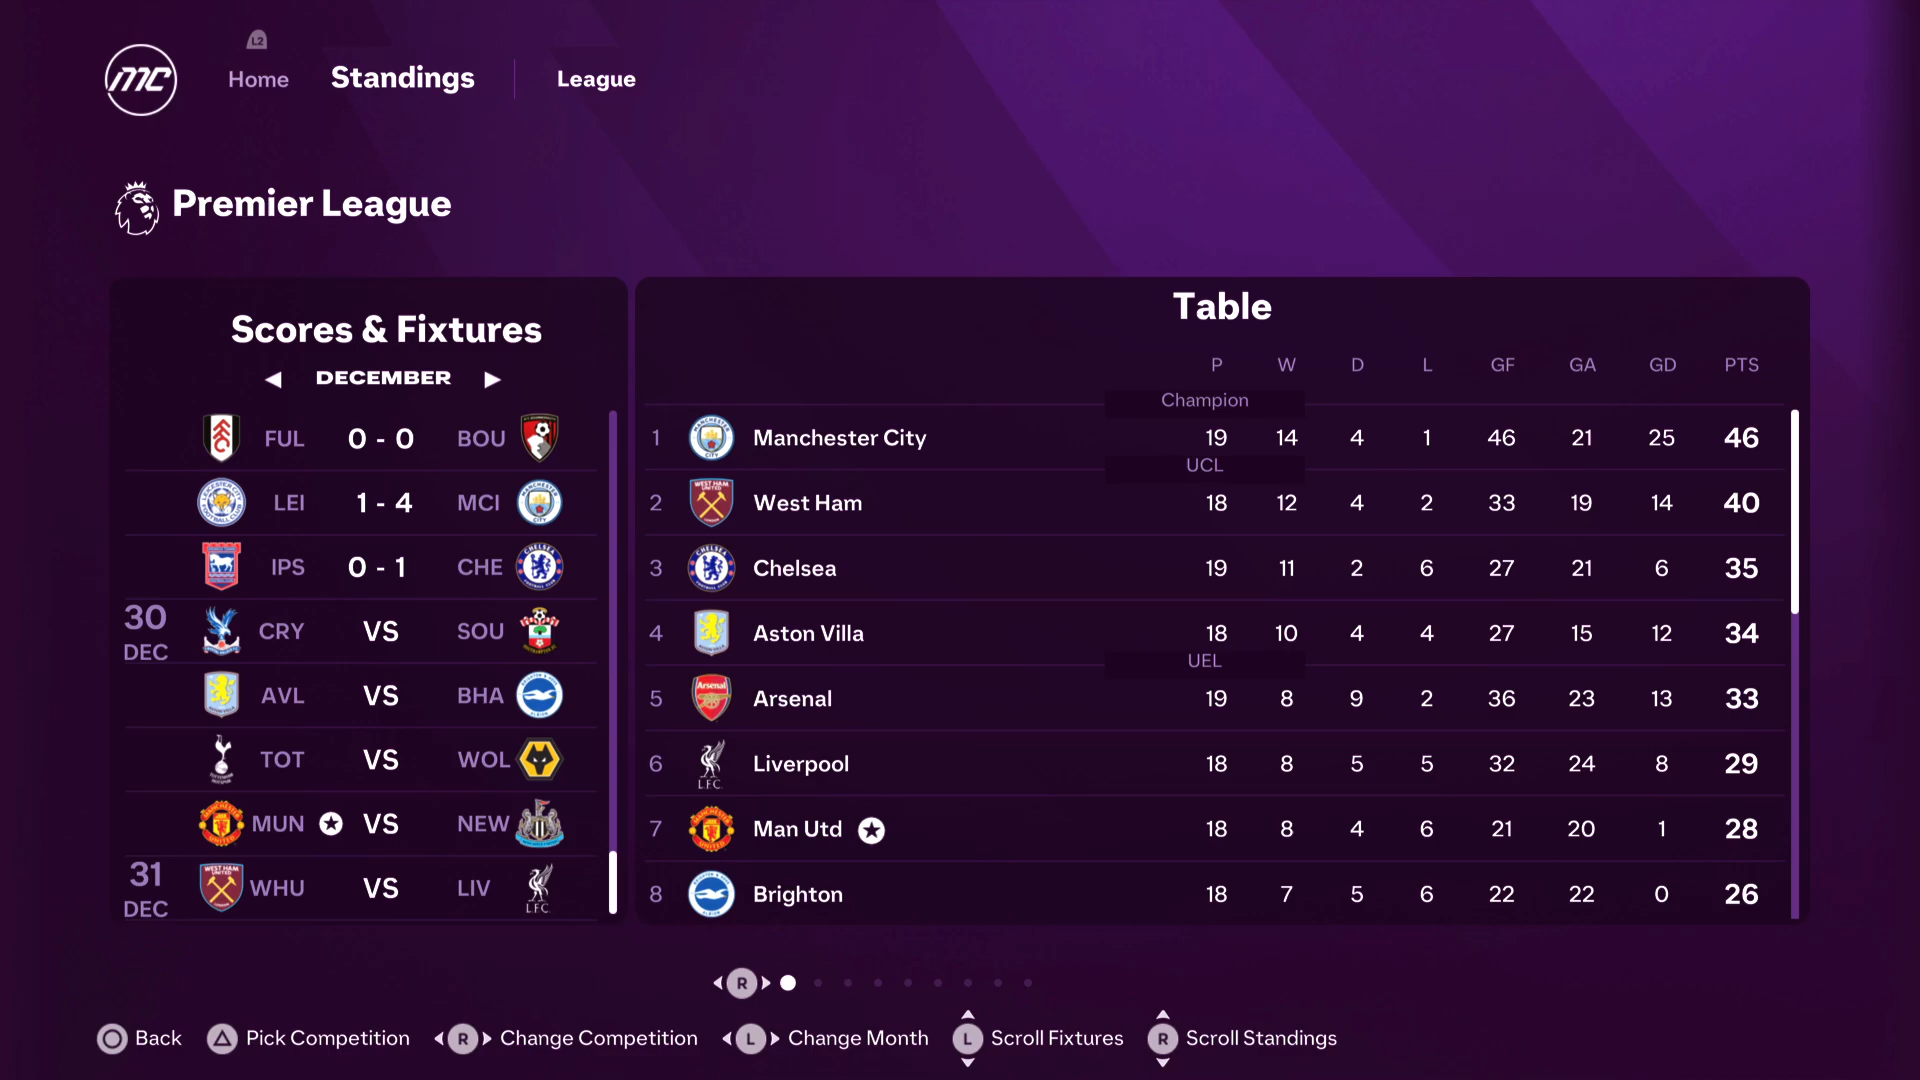 L2
MC Home Standings League
Premier League
Scores & Fixtures
DECEMBER
FUL 0 - 0 BOU
LEI 1 - 4 MCI
IPS 0 - 1 CHE
30 DEC CRY VS SOU
AVL VS BHA
TOT VS WOL
MUN VS NEW
31 DEC WHU VS LIV
Table
P W D L GF GA GD PTS
Champion
1 Manchester City 19 14 4 1 46 21 25 46
UCL
2 West Ham 18 12 4 2 33 19 14 40
3 Chelsea 19 11 2 6 27 21 6 35
4 Aston Villa 18 10 4 4 27 15 12 34
UEL
5 Arsenal 19 8 9 2 36 23 13 33
6 Liverpool 18 8 5 5 32 24 8 29
7 Man Utd 18 8 4 6 21 20 1 28
8 Brighton 18 7 5 6 22 22 0 26
R
Back Pick Competition R Change Competition L Change Month L Scroll Fixtures R Scroll Standings